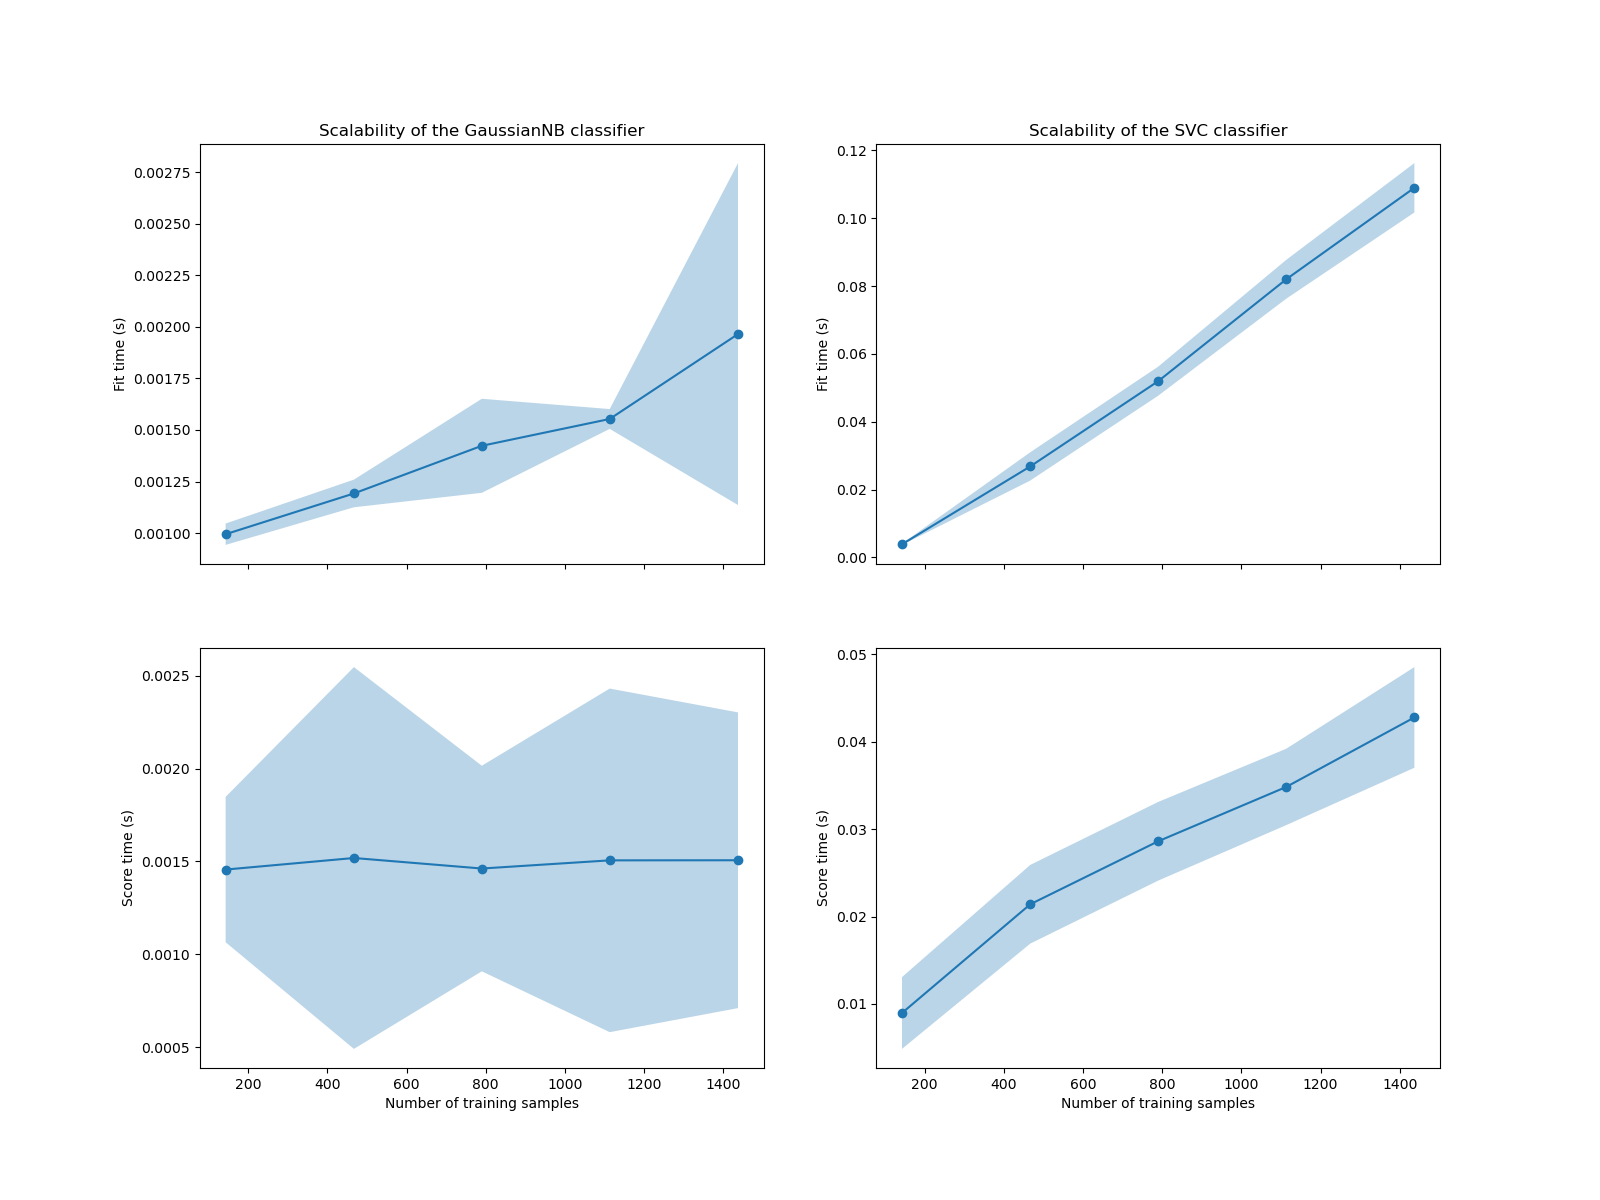 Scalability of the GaussianNB classifier
0.00275
0.00250
0.00225
0.00200
0.00175
0.00150
0.00125
0.00100
Fit time (s)
Scalability of the SVC classifier
0.12
0.10
0.08
0.06
0.04
0.02
0.00
Fit time (s)
0.0025
0.0020
0.0015
0.0010
0.0005
Score time (s)
200 400 600 800 1000 1200 1400
Number of training samples
0.05
0.04
0.03
0.02
0.01
Score time (s)
200 400 600 800 1000 1200 1400
Number of training samples